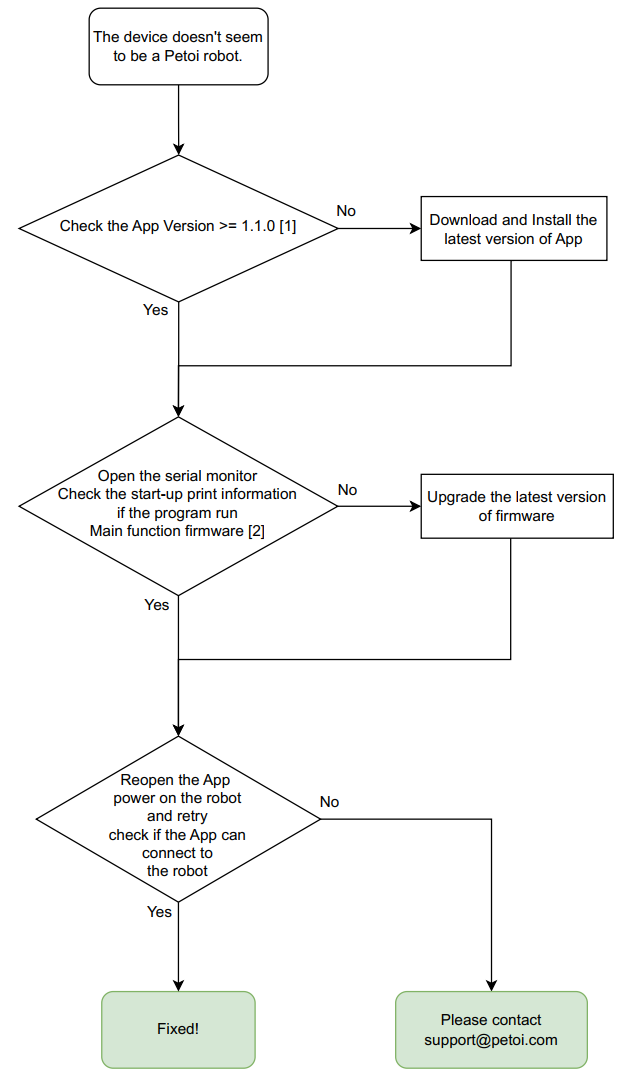 The device doesn't seem
to be a Petoi robot.
Check the App Version >= 1.1.0 [1]
No
Download and Install the
latest version of App
Yes
Open the serial monitor
Check the start-up print information
if the program run
Main function firmware [2]
No
Upgrade the latest version
of firmware
Yes
Reopen the App
power on the robot
and retry
check if the App can
connect to
the robot
No
Yes
Fixed!
Please contact
support@petoi.com